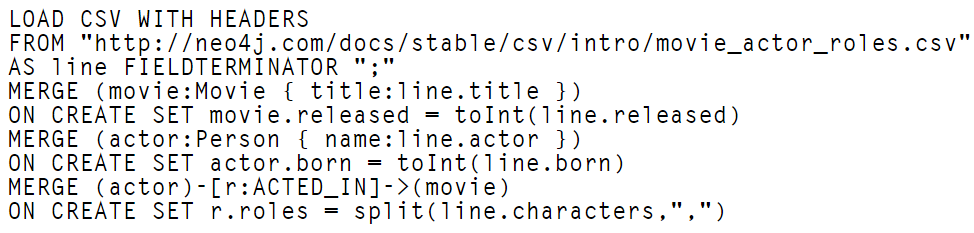 LOAD CSV WITH HEADERS
FROM "http://neo4j.com/docs/stable/csv/intro/movie_actor_roles.csv"
AS line FIELDTERMINATOR ";"
MERGE (movie:Movie { title:line.title })
ON CREATE SET movie.released = toInt(line.released)
MERGE (actor:Person { name:line.actor })
ON CREATE SET actor.born = toInt(line.born)
MERGE (actor)-[r:ACTED_IN]->(movie)
ON CREATE SET r.roles = split(line.characters,",")